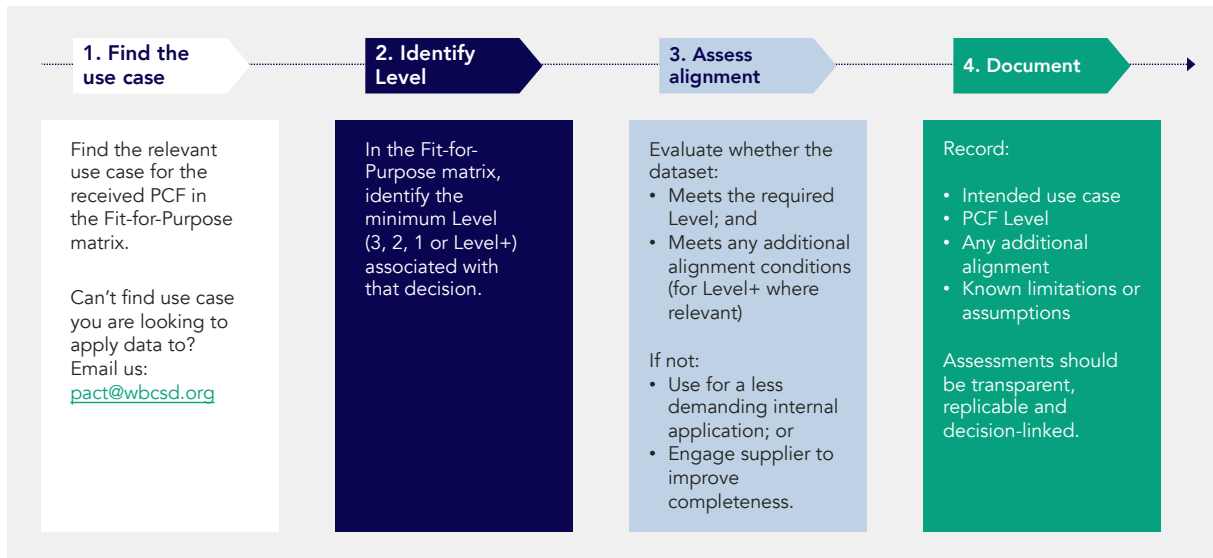 1. Find the
use case
2. Identify
Level
3. Assess
alignment
4. Document
Find the relevant
use case for the
received PCF in
the Fit-for-Purpose
matrix.
Can't find use case
you are looking to
apply data to?
Email us:
pact@wbcsd.org
In the Fit-for-
Purpose matrix,
identify the
minimum Level
(3, 2, 1 or Level+)
associated with
that decision.
Evaluate whether the
dataset:
• Meets the required
Level; and
• Meets any additional
alignment conditions
(for Level+ where
relevant)
If not:
• Use for a less
demanding internal
application; or
• Engage supplier to
improve
completeness.
Record:
• Intended use case
• PCF Level
• Any additional
alignment
• Known limitations or
assumptions
Assessments should
be transparent,
replicable and
decision-linked.